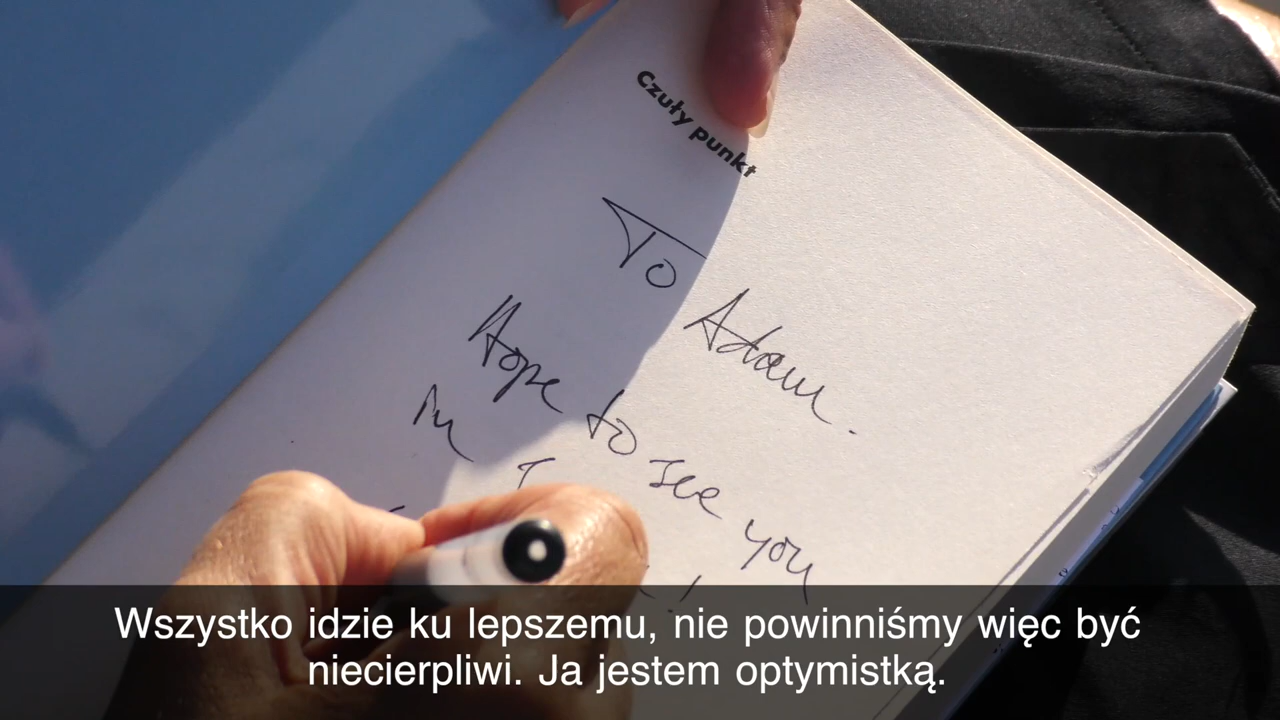 Czuły punkt
To Adam.
Hope to see you
in
Wszystko idzie ku lepszemu, nie powinniśmy więc być
niecierpliwi. Ja jestem optymistką.